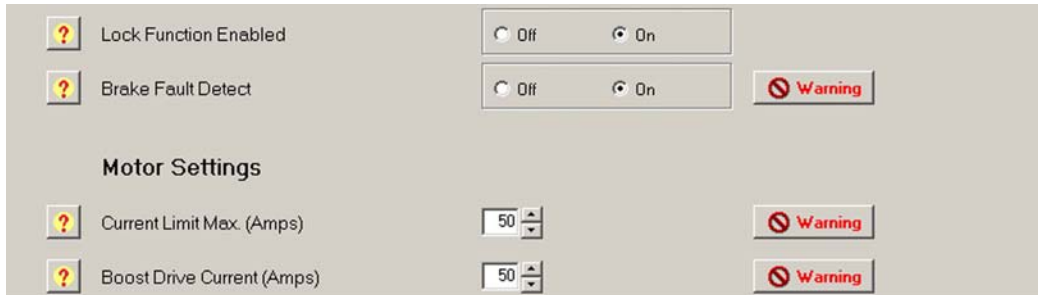 ? Lock Function Enabled Off On
? Brake Fault Detect Off On Warning
Motor Settings
? Current Limit Max. (Amps) 50 Warning
? Boost Drive Current (Amps) 50 Warning